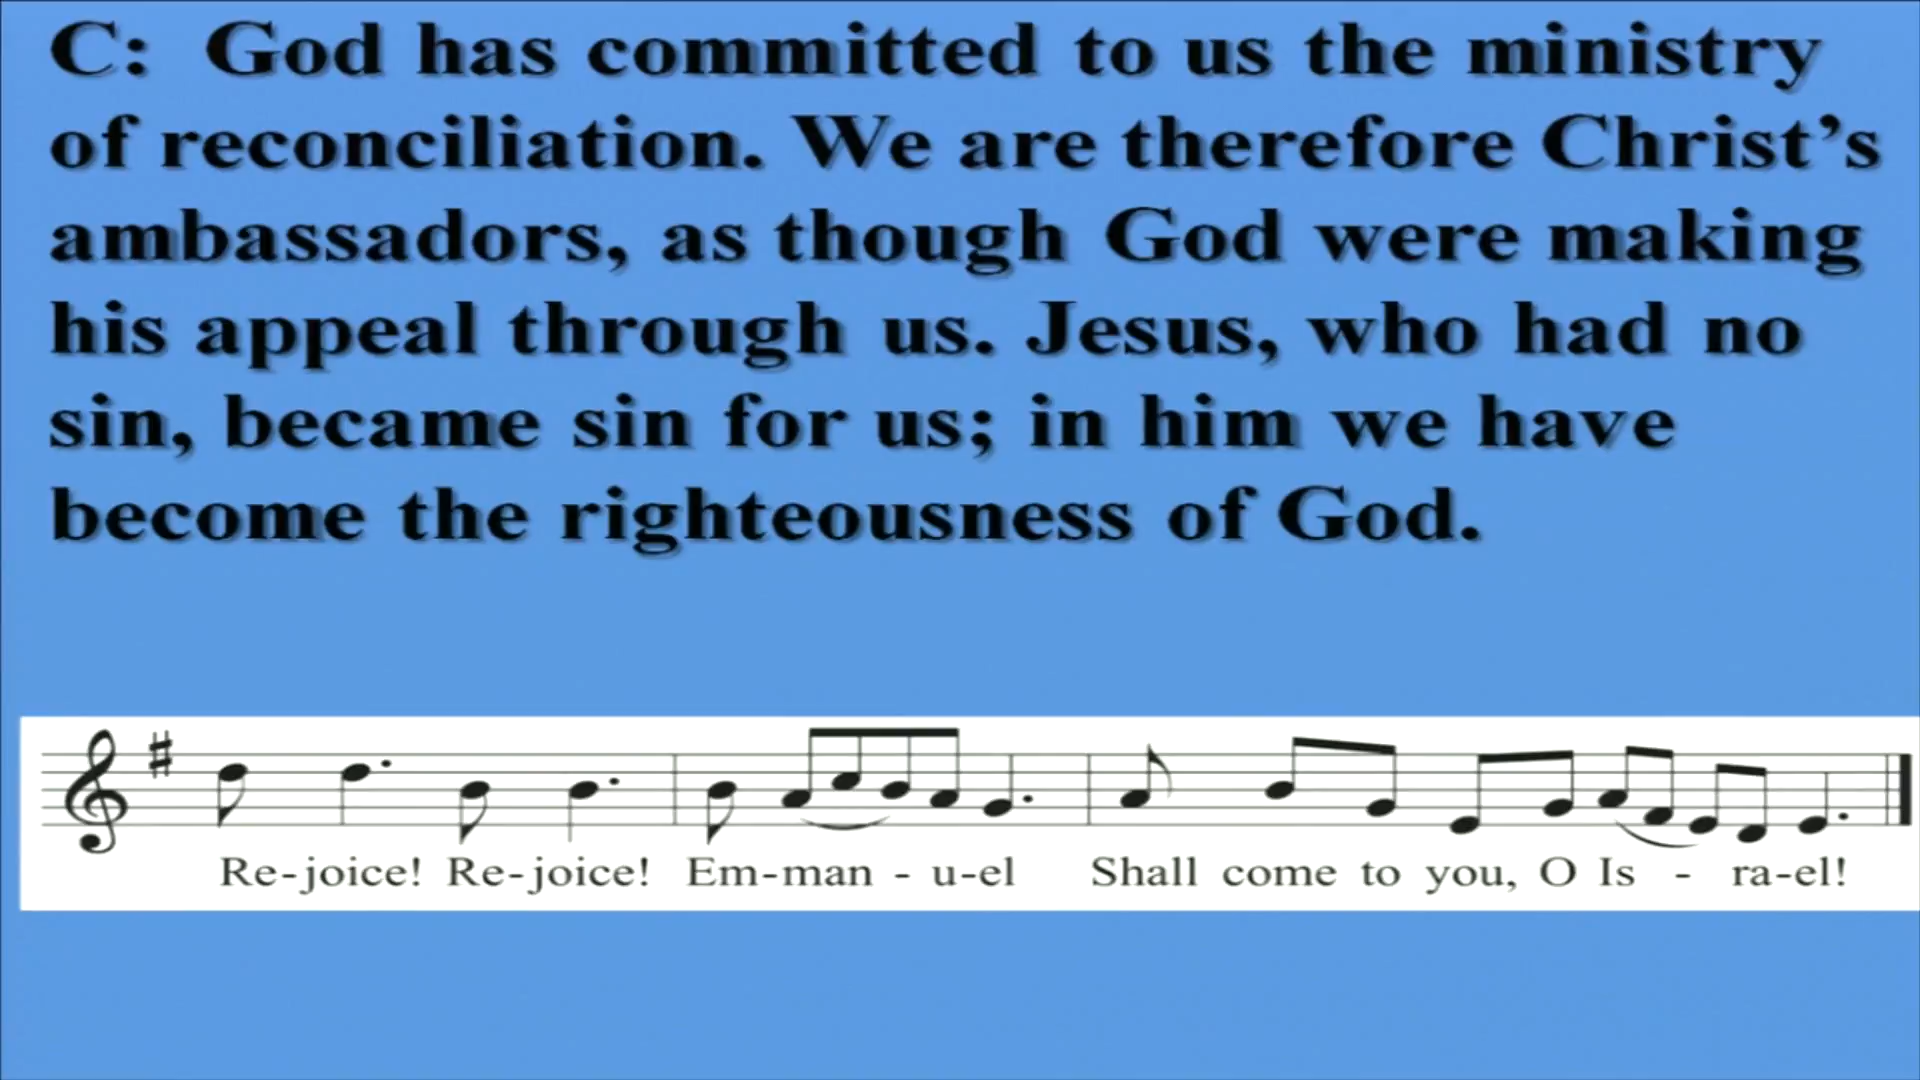 C: God has committed to us the ministry
of reconciliation. We are therefore Christ’s
ambassadors, as though God were making
his appeal through us. Jesus, who had no
sin, became sin for us; in him we have
become the righteousness of God.
Re-joice! Re-joice! Em-man - u-el Shall come to you, O Is - ra-el!